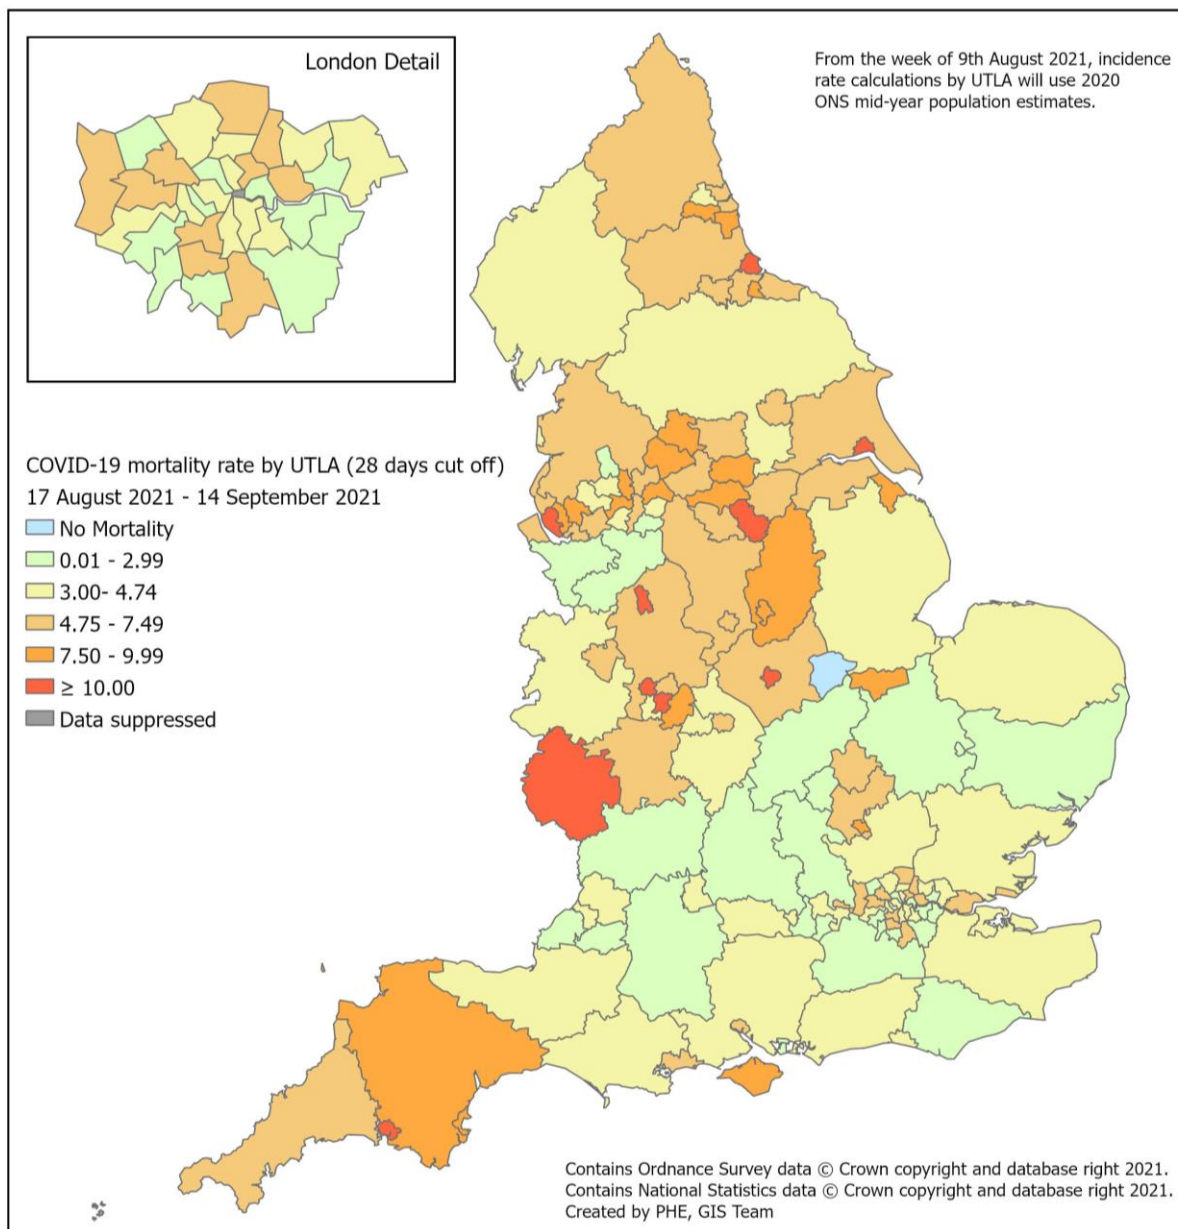 London Detail
From the week of 9th August 2021, incidence
rate calculations by UTLA will use 2020
ONS mid-year population estimates.
COVID-19 mortality rate by UTLA (28 days cut off)
17 August 2021 - 14 September 2021
No Mortality
0.01 - 2.99
3.00- 4.74
4.75 - 7.49
7.50 - 9.99
≥ 10.00
Data suppressed
Contains Ordnance Survey data © Crown copyright and database right 2021.
Contains National Statistics data © Crown copyright and database right 2021.
Created by PHE, GIS Team